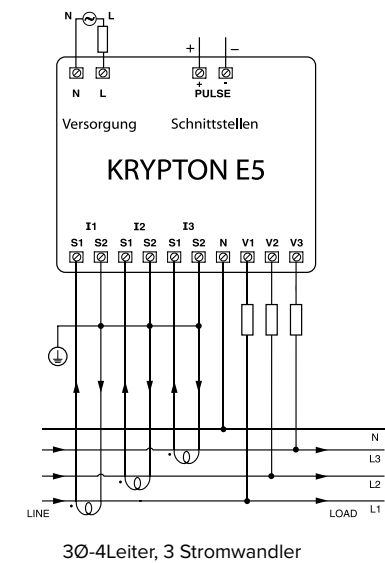 N L
+ −
+ -
N L PULSE
Versorgung Schnittstellen
KRYPTON E5
I1 I2 I3
S1 S2 S1 S2 S1 S2 N V1 V2 V3
N
L3
L2
LINE LOAD L1
3Ø-4Leiter, 3 Stromwandler